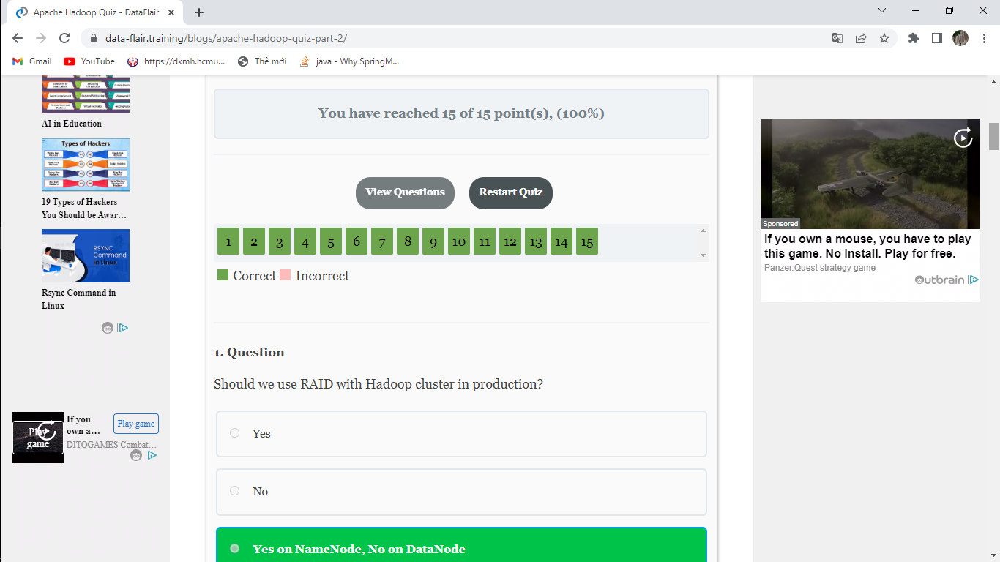 Apache Hadoop Quiz - DataFlair
data-flair.training/blogs/apache-hadoop-quiz-part-2/
Gmail
YouTube
https://dkmh.hcmu...
Thẻ mới
java - Why SpringM...
AI in Education
Types of Hackers
19 Types of Hackers
You Should be Awar…
RSYNC
Command
in Linux
Rsync Command in
Linux
If you
own a…
Play game
Play
game
DITOGAMES Combat…
You have reached 15 of 15 point(s), (100%)
View Questions
Restart Quiz
1 2 3 4 5 6 7 8 9 10 11 12 13 14 15
Correct Incorrect
1. Question
Should we use RAID with Hadoop cluster in production?
Yes
No
Yes on NameNode, No on DataNode
Sponsored
If you own a mouse, you have to play
this game. No Install. Play for free.
Panzer.Quest strategy game
outbrain